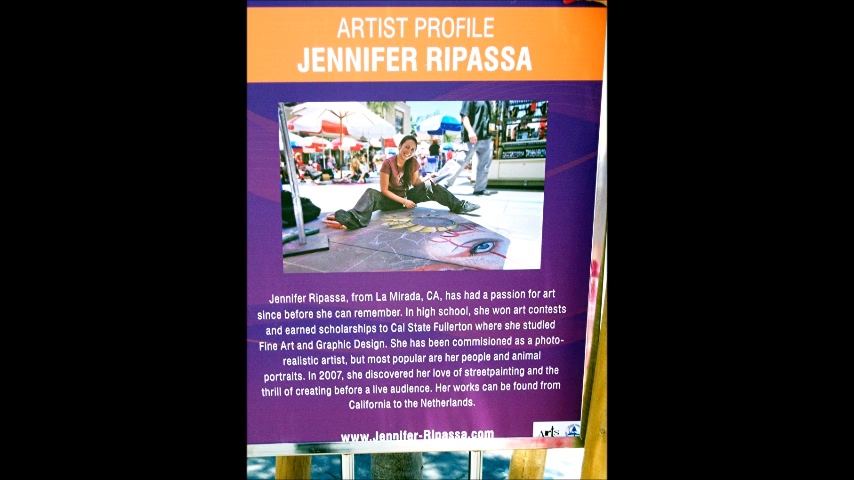 ARTIST PROFILE
JENNIFER RIPASSA
Jennifer Ripassa, from La Mirada, CA, has had a passion for art
since before she can remember. In high school, she won art contests
and earned scholarships to Cal State Fullerton where she studied
Fine Art and Graphic Design. She has been commisioned as a photo-
realistic artist, but most popular are her people and animal
portraits. In 2007, she discovered her love of streetpainting and the
thrill of creating before a live audience. Her works can be found from
California to the Netherlands.
www.Jennifer-Ripassa.com